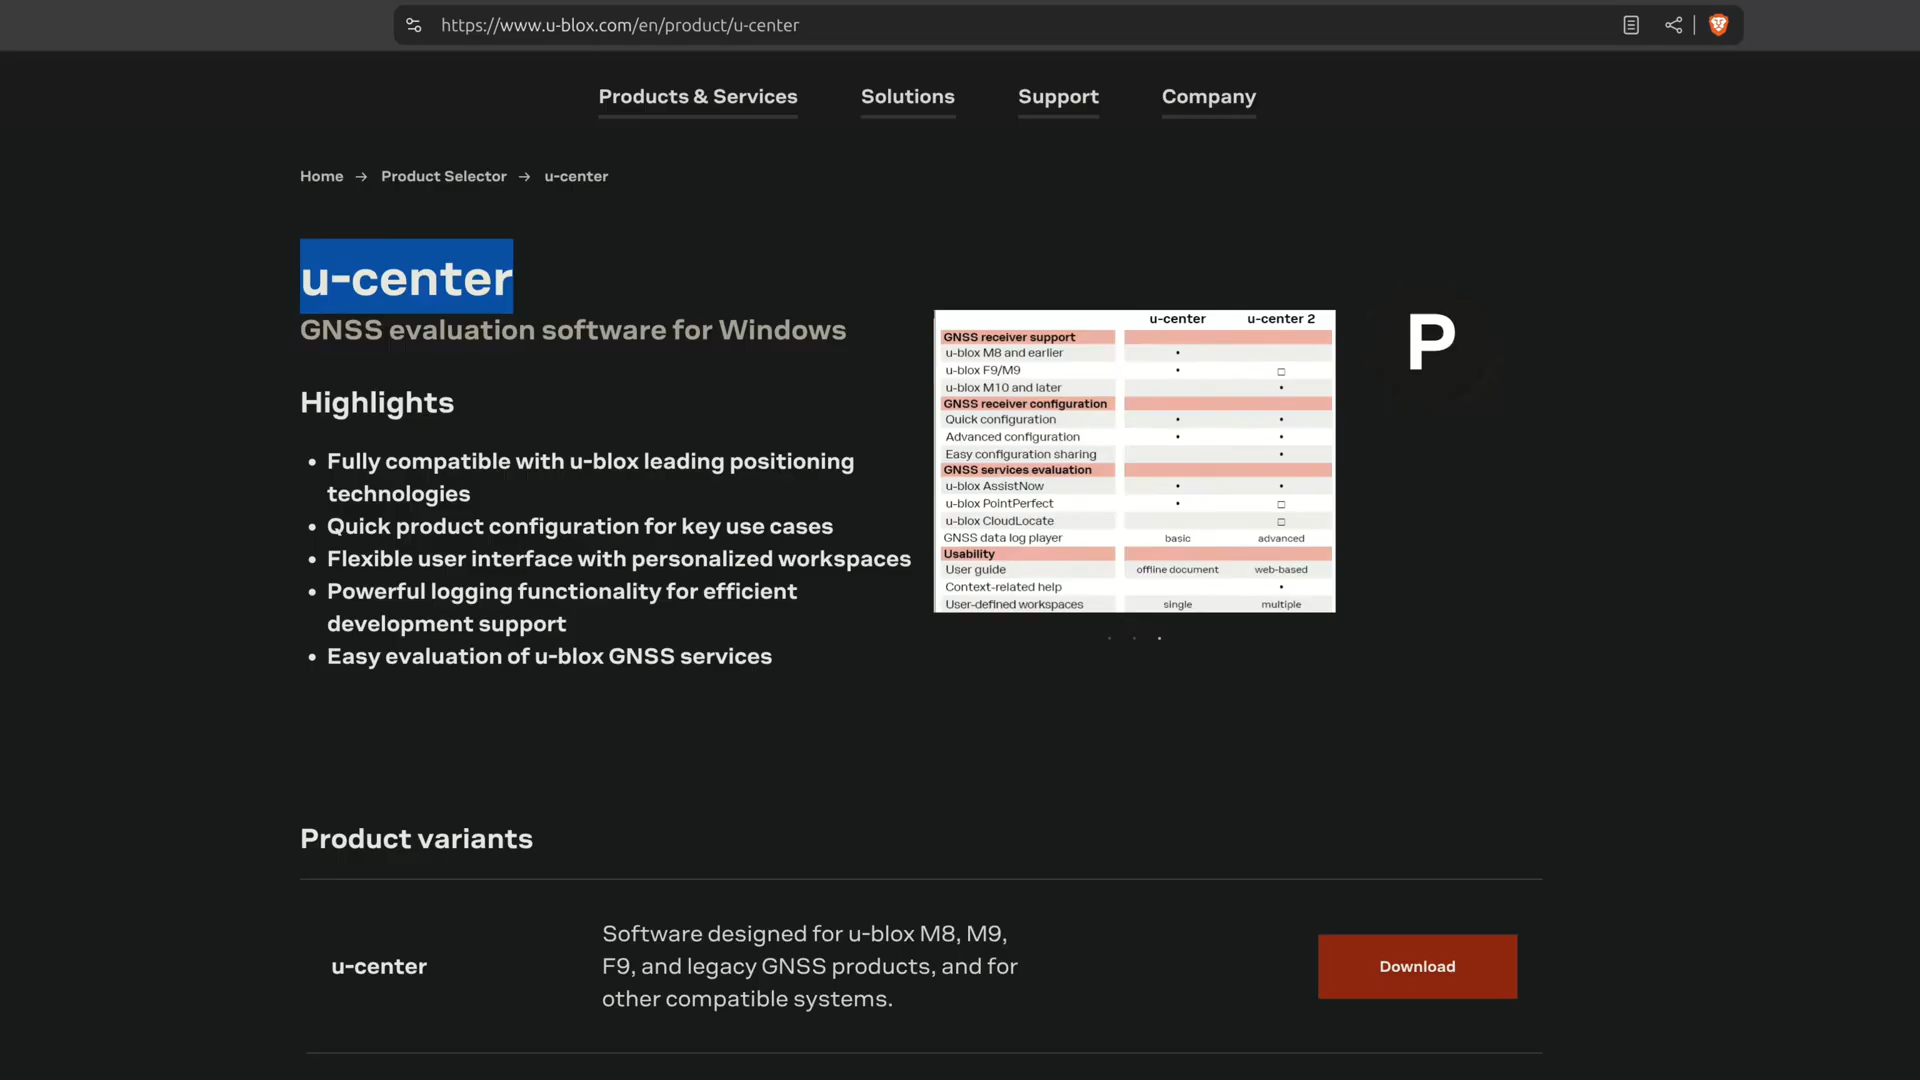 https://www.u-blox.com/en/product/u-center
Products & Services Solutions Support Company
Home → Product Selector → u-center
u-center
GNSS evaluation software for Windows
Highlights
• Fully compatible with u-blox leading positioning
technologies
• Quick product configuration for key use cases
• Flexible user interface with personalized workspaces
• Powerful logging functionality for efficient
development support
• Easy evaluation of u-blox GNSS services
u-center u-center 2
GNSS receiver support
u-blox M8 and earlier •
u-blox F9/M9 • □
u-blox M10 and later •
GNSS receiver configuration
Quick configuration • •
Advanced configuration • •
Easy configuration sharing •
GNSS services evaluation
u-blox AssistNow • •
u-blox PointPerfect • □
u-blox CloudLocate □
GNSS data log player basic advanced
Usability
User guide offline document web-based
Context-related help •
User-defined workspaces single multiple
P
Product variants
u-center
Software designed for u-blox M8, M9,
F9, and legacy GNSS products, and for
other compatible systems.
Download